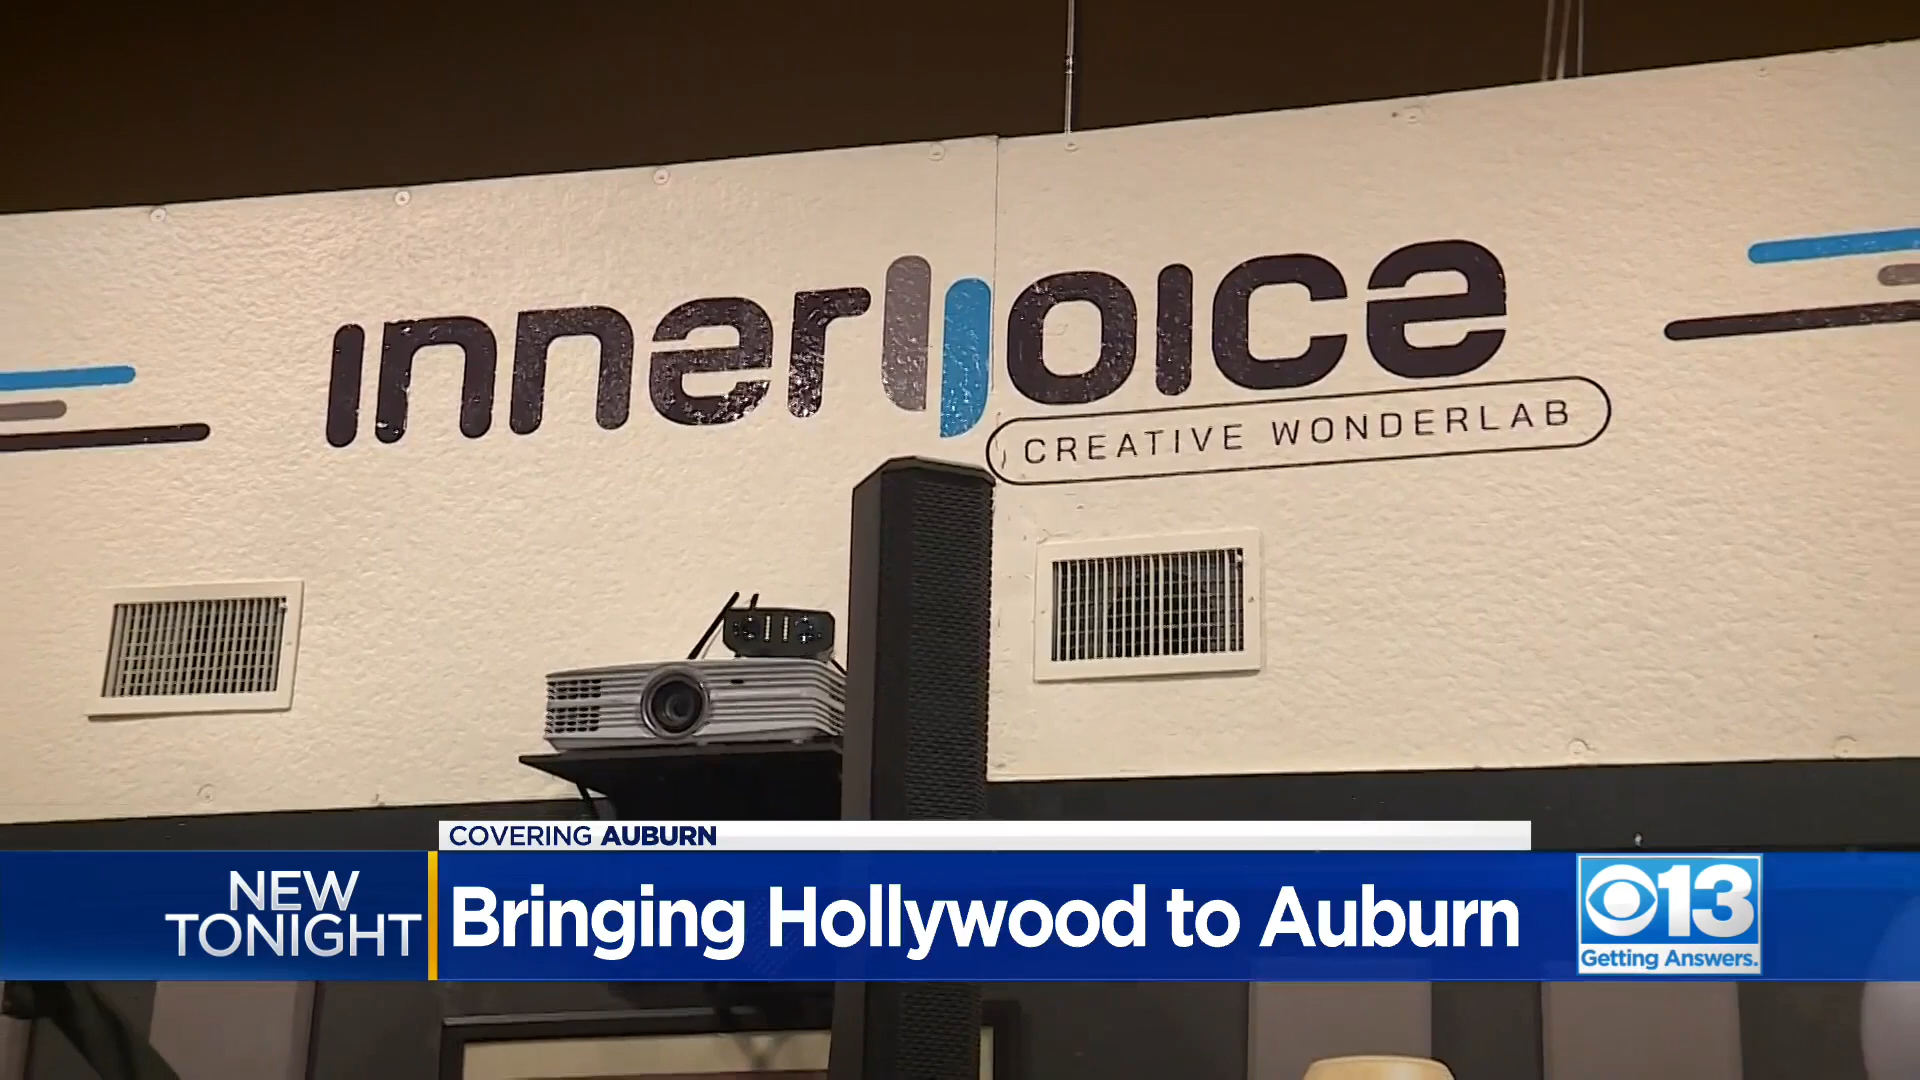 innervoice
CREATIVE WONDERLAB
COVERING AUBURN
NEW
TONIGHT
Bringing Hollywood to Auburn
13
Getting Answers.